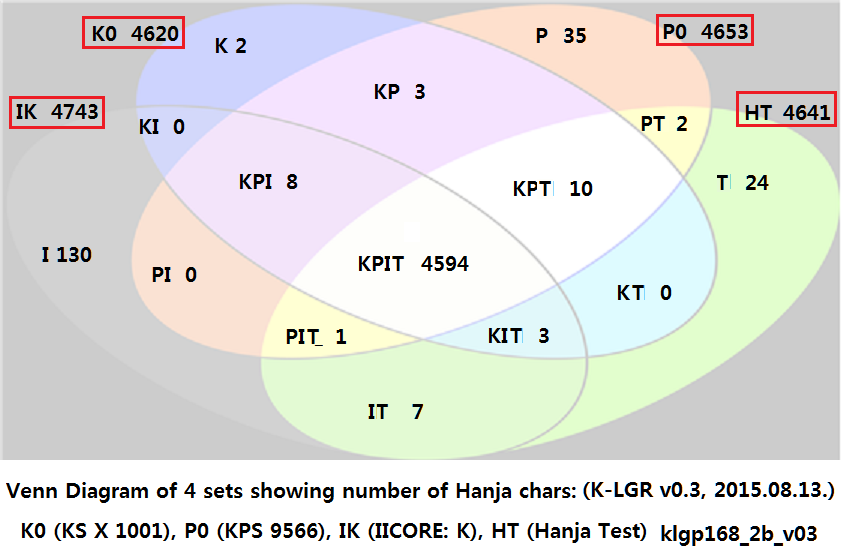 K0 4620
K 2
P 35
P0 4653
KP 3
IK 4743
HT 4641
KI 0
PT 2
KPI 8
KPT 10
T 24
I 130
PI 0
KPIT 4594
KT 0
PIT_ 1
KIT 3
IT 7
Venn Diagram of 4 sets showing number of Hanja chars: (K-LGR v0.3, 2015.08.13.)
K0 (KS X 1001), P0 (KPS 9566), IK (IICORE: K), HT (Hanja Test) klgp168_2b_v03